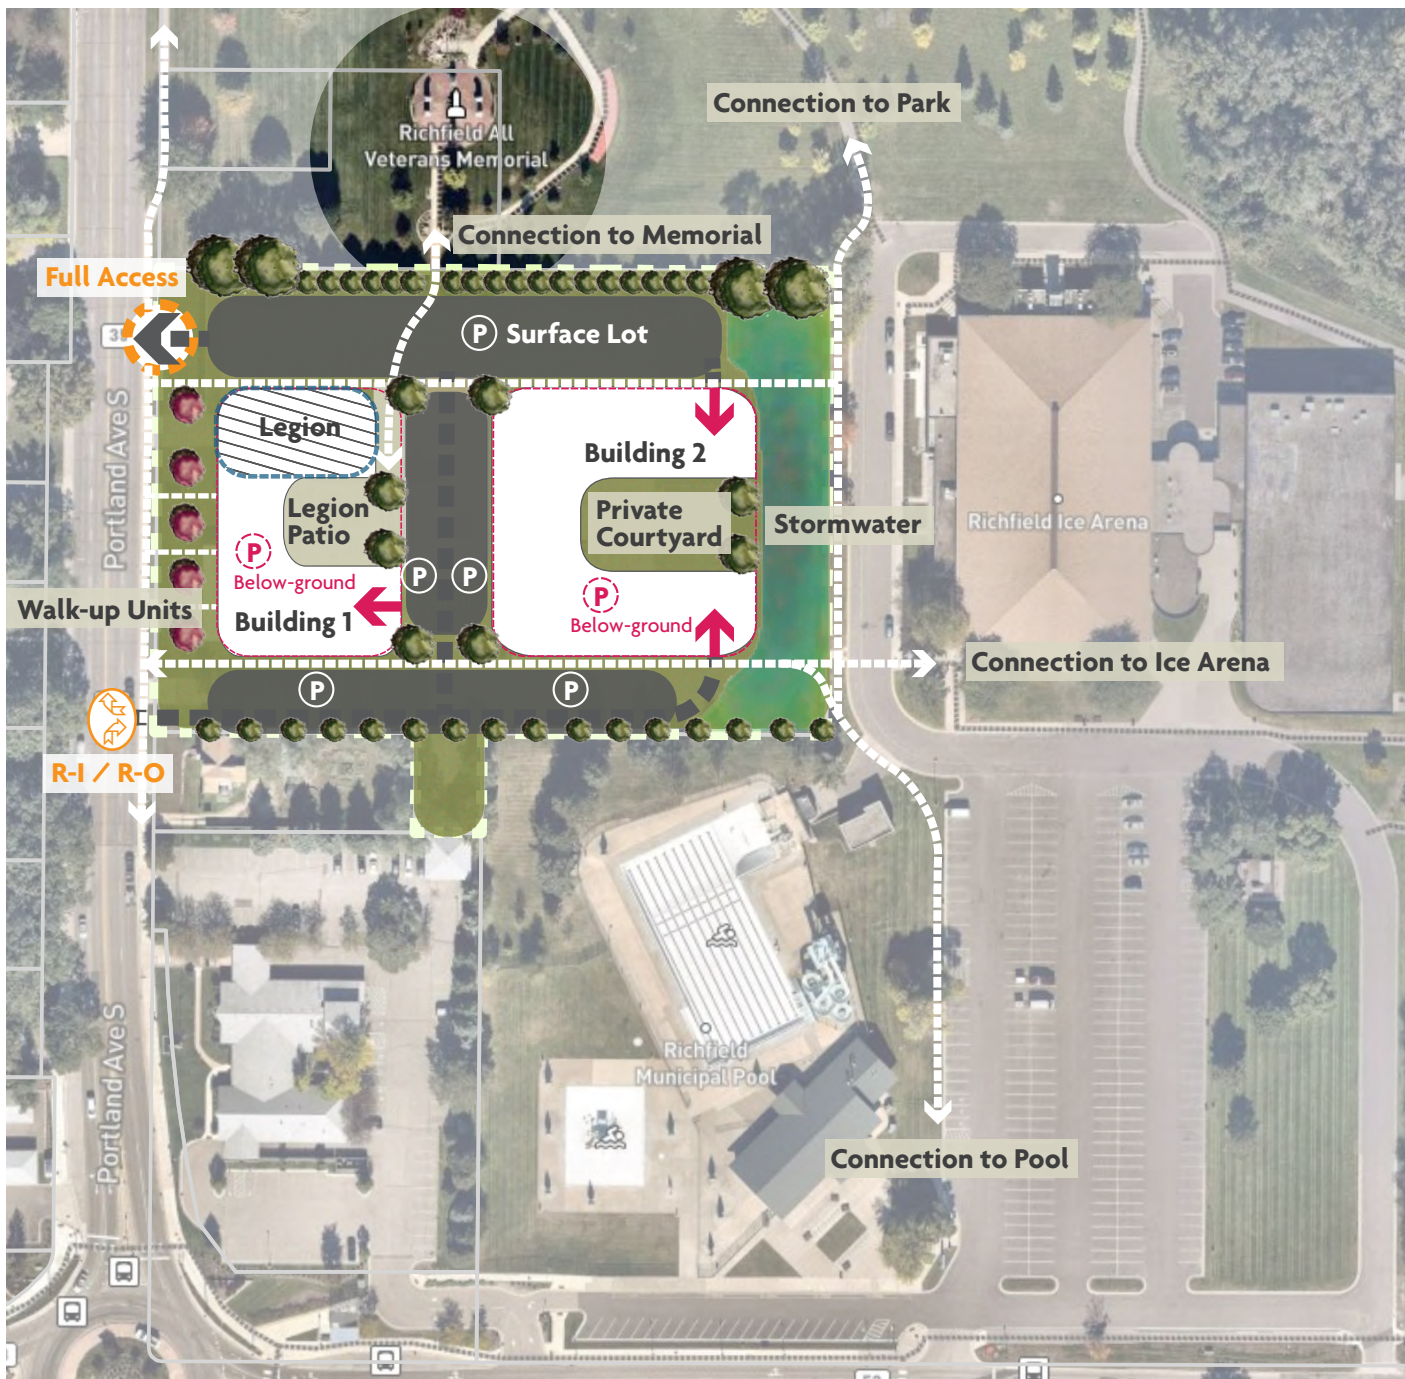 Connection to Park
Richfield All
Veterans Memorial
Connection to Memorial
Full Access
P
Surface Lot
Portland Ave S
Legion
Building 2
Legion
Patio
Private
Courtyard
Stormwater
Richfield Ice Arena
P
Below-ground
P
P
P
Below-ground
Walk-up Units
Building 1
Connection to Ice Arena
P
P
R-I / R-O
Portland Ave S
Richfield
Municipal Pool
Connection to Pool